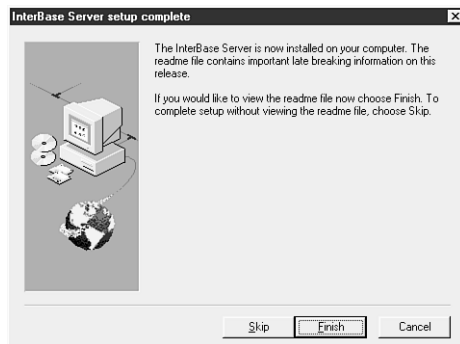 InterBase Server setup complete
The InterBase Server is now installed on your computer. The
readme file contains important late breaking information on this
release.
If you would like to view the readme file now choose Finish. To
complete setup without viewing the readme file, choose Skip.
Skip
Finish
Cancel